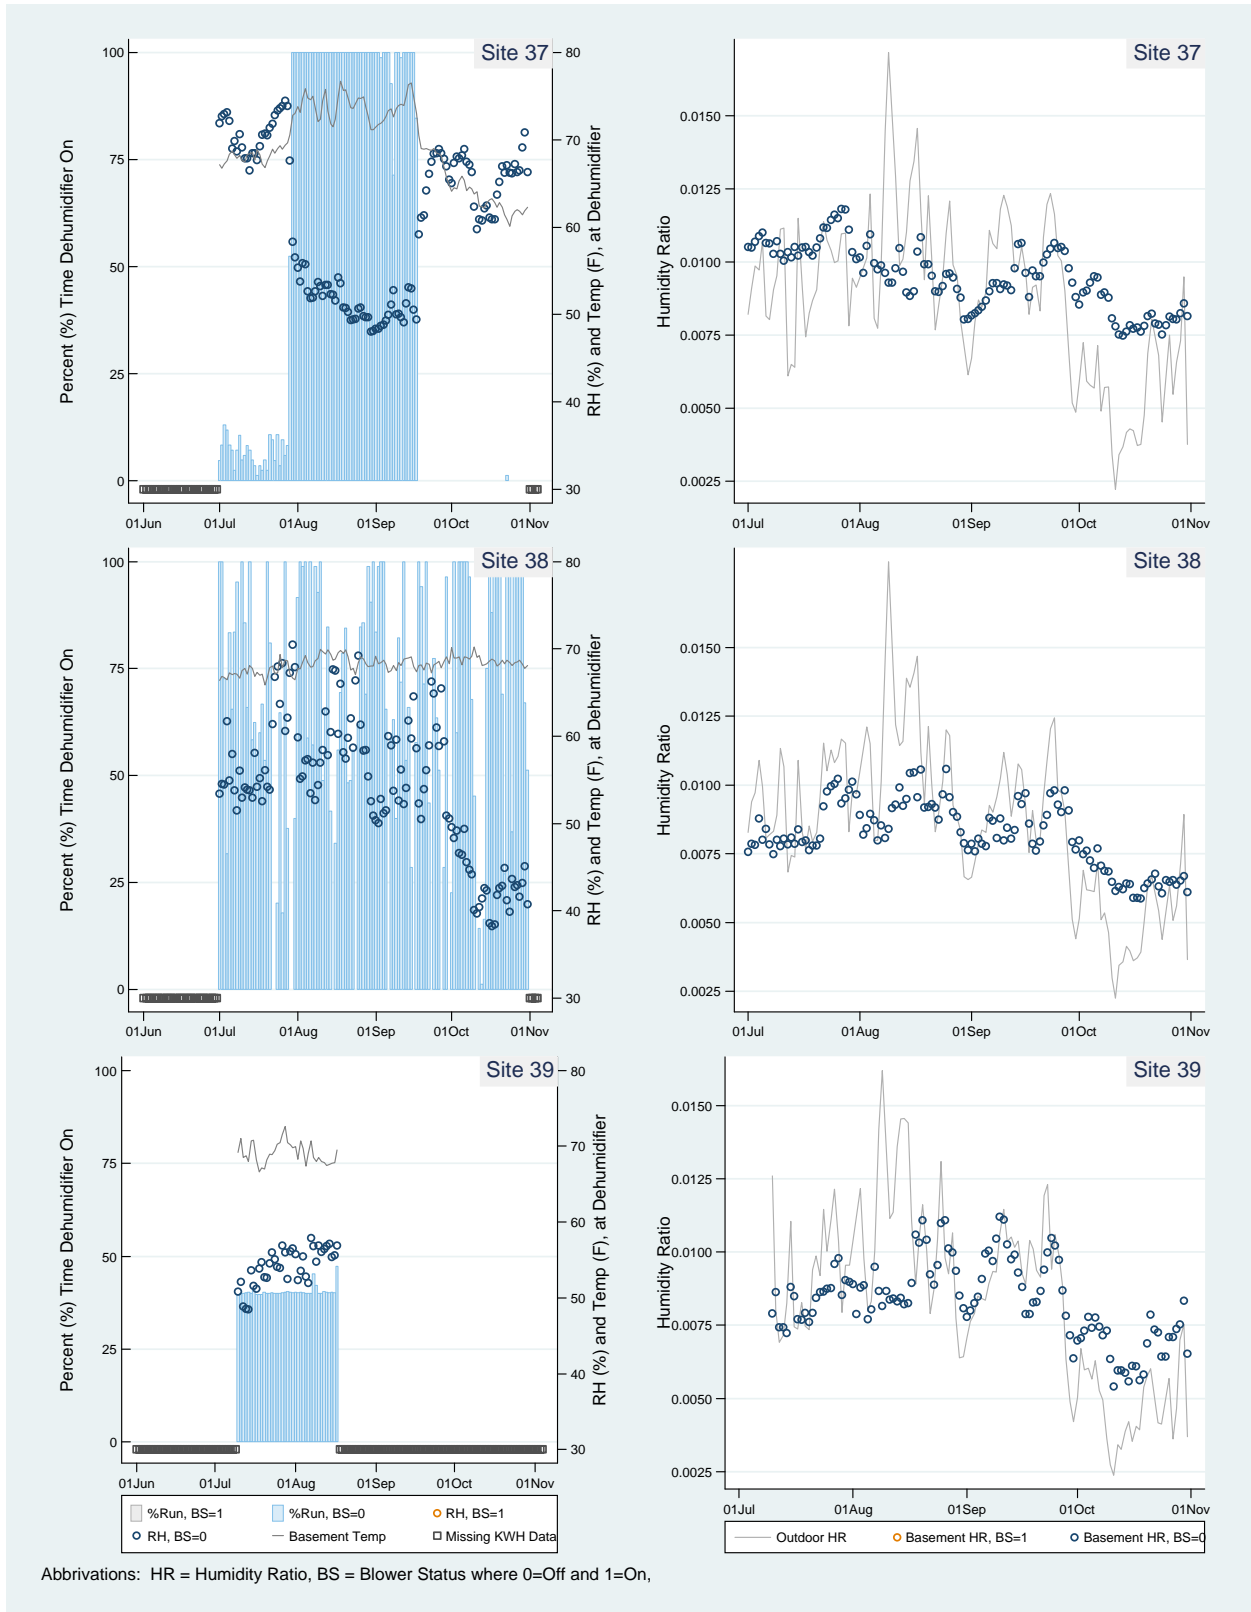 Site 37
100
75
50
25
0
Percent (%) Time Dehumidifier On
80
70
60
50
40
30
RH (%) and Temp (F), at Dehumidifier
01Jun 01Jul 01Aug 01Sep 01Oct 01Nov
Site 37
0.0150
0.0125
0.0100
0.0075
0.0050
0.0025
Humidity Ratio
01Jul 01Aug 01Sep 01Oct 01Nov
Site 38
100
75
50
25
0
Percent (%) Time Dehumidifier On
80
70
60
50
40
30
RH (%) and Temp (F), at Dehumidifier
01Jun 01Jul 01Aug 01Sep 01Oct 01Nov
Site 38
0.0150
0.0125
0.0100
0.0075
0.0050
0.0025
Humidity Ratio
01Jul 01Aug 01Sep 01Oct 01Nov
Site 39
100
75
50
25
0
Percent (%) Time Dehumidifier On
80
70
60
50
40
30
RH (%) and Temp (F), at Dehumidifier
01Jun 01Jul 01Aug 01Sep 01Oct 01Nov
%Run, BS=1 %Run, BS=0 RH, BS=1
RH, BS=0 Basement Temp Missing KWH Data
Site 39
0.0150
0.0125
0.0100
0.0075
0.0050
0.0025
Humidity Ratio
01Jul 01Aug 01Sep 01Oct 01Nov
Outdoor HR Basement HR, BS=1 Basement HR, BS=0
Abbrivations: HR = Humidity Ratio, BS = Blower Status where 0=Off and 1=On,